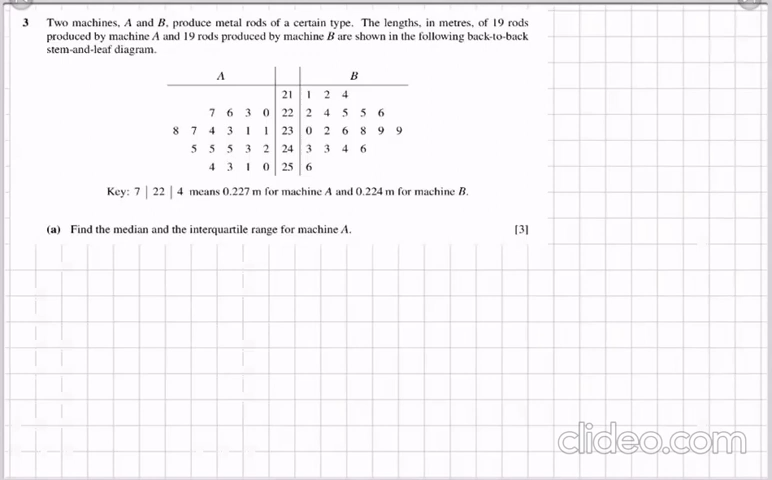 3 Two machines, A and B, produce metal rods of a certain type. The lengths, in metres, of 19 rods
produced by machine A and 19 rods produced by machine B are shown in the following back-to-back
stem-and-leaf diagram.
A B
21 1 2 4
7 6 3 0 22 2 4 5 5 6
8 7 4 3 1 1 23 0 2 6 8 9 9
5 5 5 3 2 24 3 3 4 6
4 3 1 0 25 6
Key: 7 | 22 | 4 means 0.227 m for machine A and 0.224 m for machine B.
(a) Find the median and the interquartile range for machine A. [3]
clideo.com